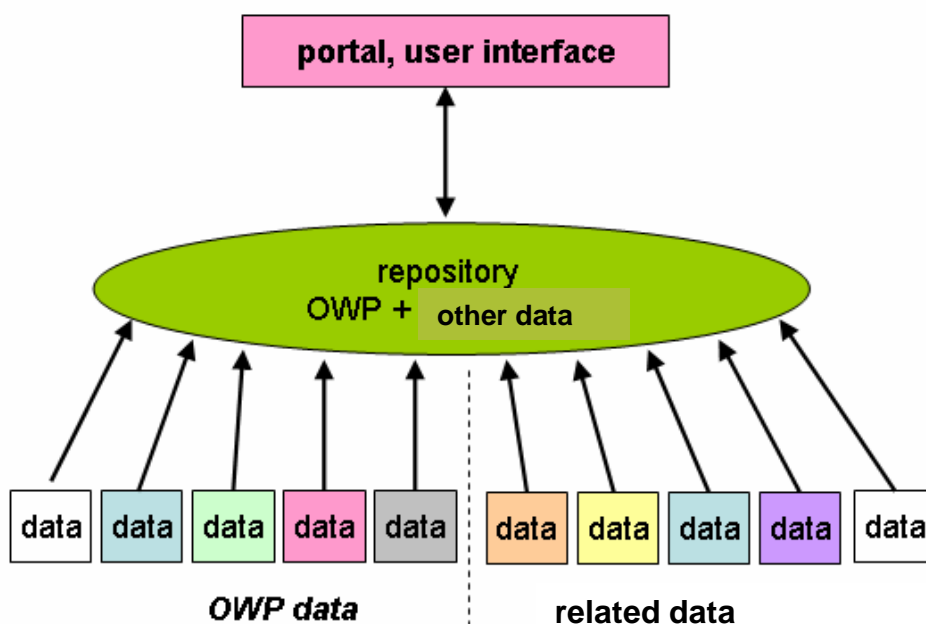 portal, user interface
repository
OWP + other data
data data data data data data data data data data
OWP data related data